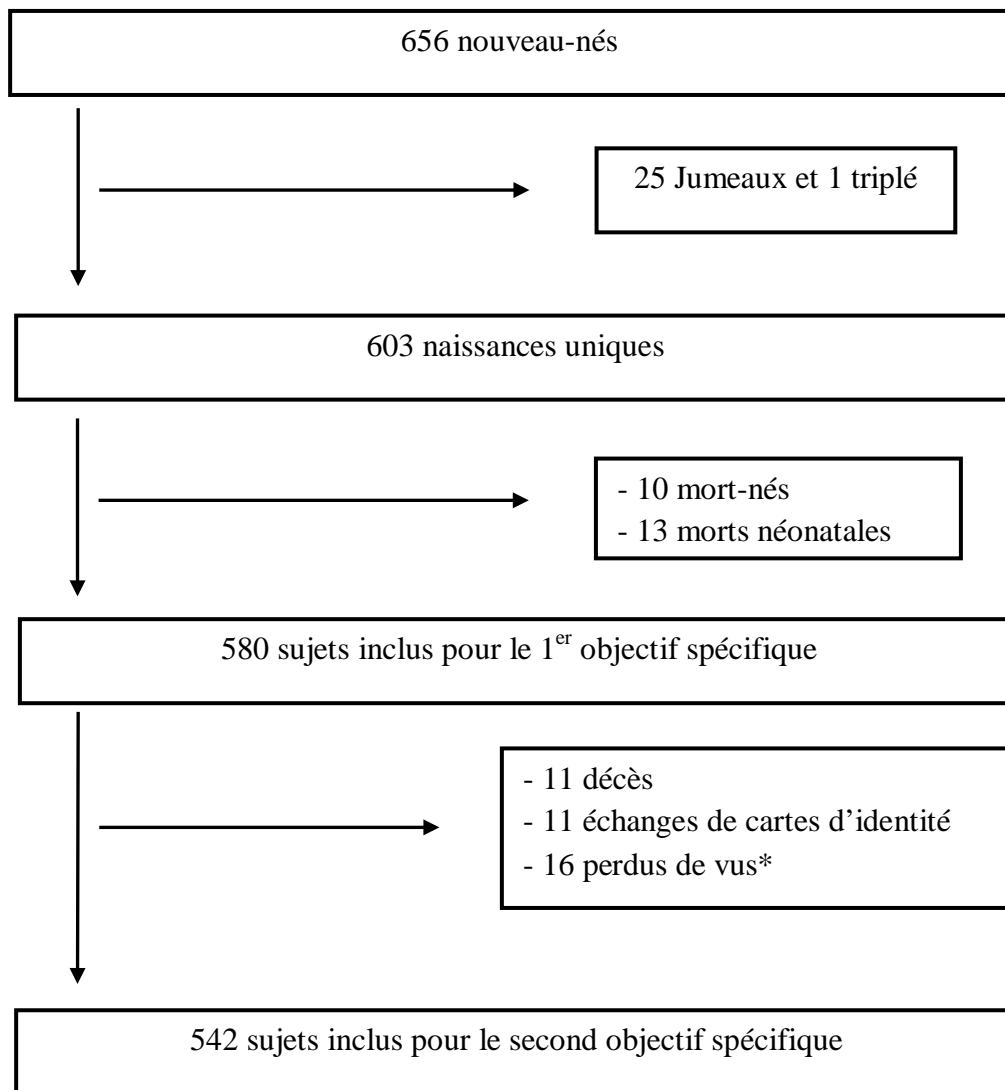 656 nouveau-nés
25 Jumeaux et 1 triplé
603 naissances uniques
- 10 mort-nés
- 13 morts néonatales
580 sujets inclus pour le 1er objectif spécifique
- 11 décès
- 11 échanges de cartes d’identité
- 16 perdus de vus*
542 sujets inclus pour le second objectif spécifique